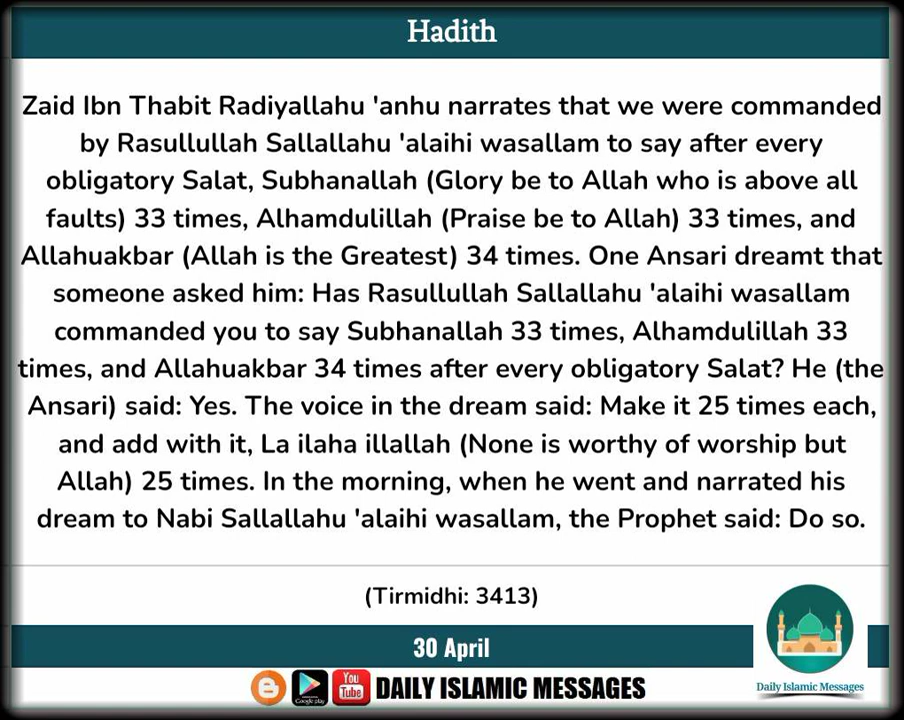 Hadith
Zaid Ibn Thabit Radiyallahu 'anhu narrates that we were commanded
by Rasullullah Sallallahu 'alaihi wasallam to say after every
obligatory Salat, Subhanallah (Glory be to Allah who is above all
faults) 33 times, Alhamdulillah (Praise be to Allah) 33 times, and
Allahuakbar (Allah is the Greatest) 34 times. One Ansari dreamt that
someone asked him: Has Rasullullah Sallallahu 'alaihi wasallam
commanded you to say Subhanallah 33 times, Alhamdulillah 33
times, and Allahuakbar 34 times after every obligatory Salat? He (the
Ansari) said: Yes. The voice in the dream said: Make it 25 times each,
and add with it, La ilaha illallah (None is worthy of worship but
Allah) 25 times. In the morning, when he went and narrated his
dream to Nabi Sallallahu 'alaihi wasallam, the Prophet said: Do so.
(Tirmidhi: 3413)
30 April
Google play
You
Tube
DAILY ISLAMIC MESSAGES
Daily Islamic Messages